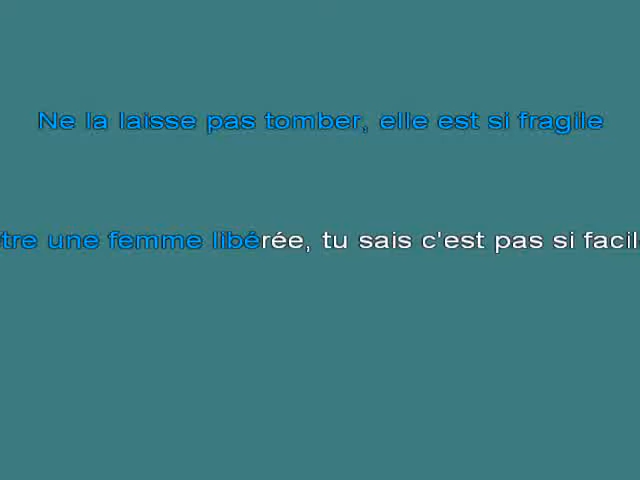 Ne la laisse pas tomber, elle est si fragile
tre une femme libérée, tu sais c'est pas si facil